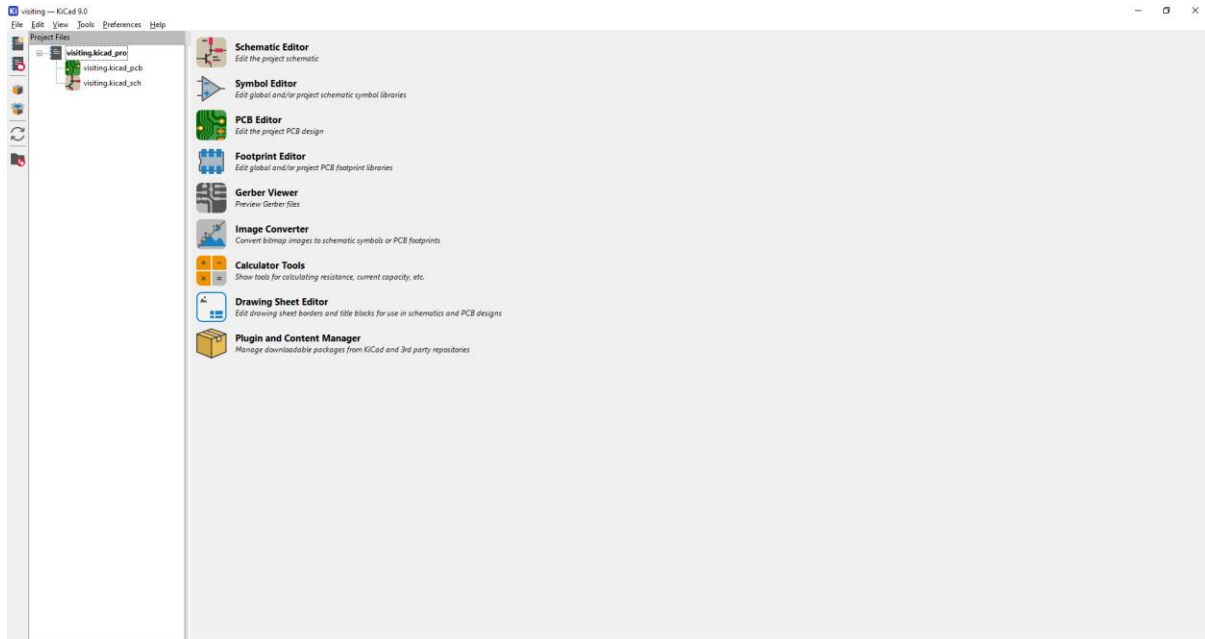 Ki visiting — KiCad 9.0
File Edit View Tools Preferences Help
Project Files
visiting.kicad_pro
visiting.kicad_pcb
visiting.kicad_sch
Schematic Editor
Edit the project schematic
Symbol Editor
Edit global and/or project schematic symbol libraries
PCB Editor
Edit the project PCB design
Footprint Editor
Edit global and/or project PCB footprint libraries
Gerber Viewer
Preview Gerber files
Image Converter
Convert bitmap images to schematic symbols or PCB footprints
Calculator Tools
Show tools for calculating resistance, current capacity, etc.
Drawing Sheet Editor
Edit drawing sheet borders and title blocks for use in schematics and PCB designs
Plugin and Content Manager
Manage downloadable packages from KiCad and 3rd party repositories